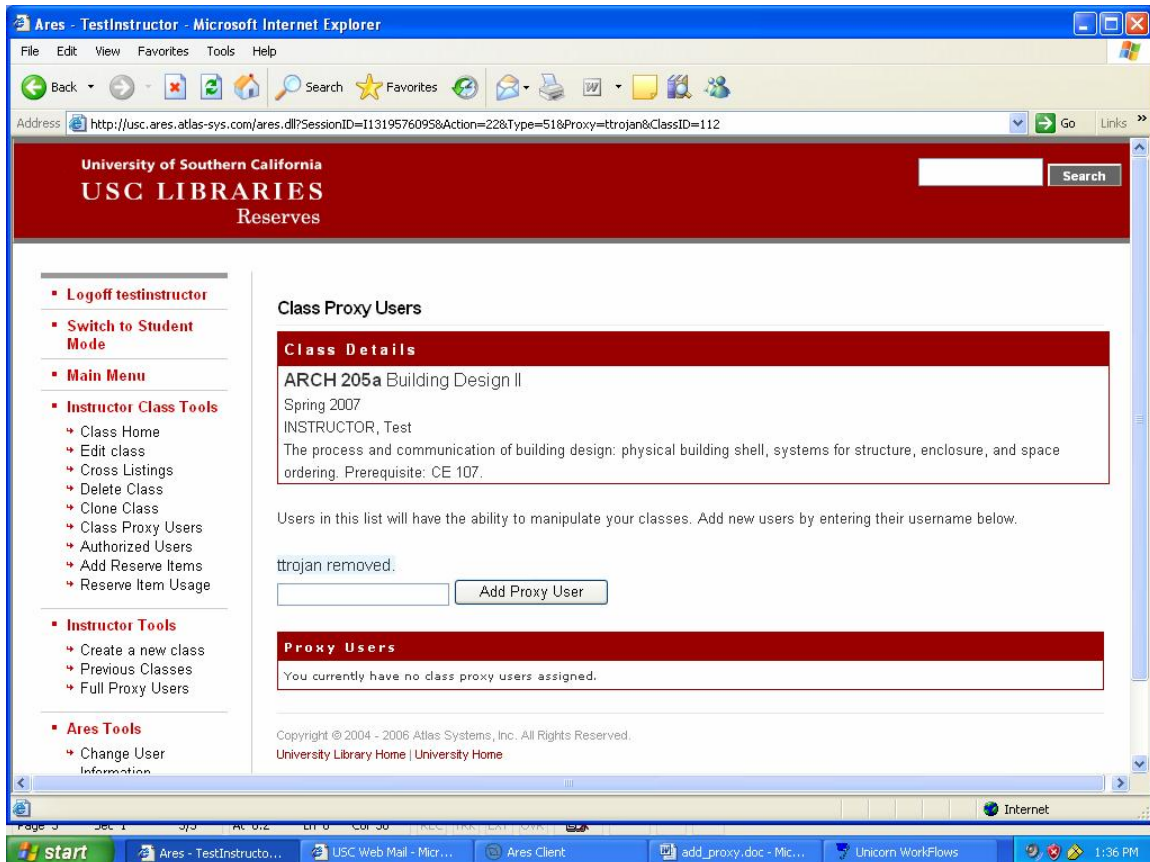 Ares - TestInstructor - Microsoft Internet Explorer
File Edit View Favorites Tools Help
Back Search Favorites
Address http://usc.ares.atlas-sys.com/ares.dll?SessionID=I131957609S&Action=22&Type=51&Proxy=ttrojan&ClassID=112 Go Links »
University of Southern California
USC LIBRARIES
Reserves
Search
Logoff testinstructor
Switch to Student
Mode
Main Menu
Instructor Class Tools
Class Home
Edit class
Cross Listings
Delete Class
Clone Class
Class Proxy Users
Authorized Users
Add Reserve Items
Reserve Item Usage
Instructor Tools
Create a new class
Previous Classes
Full Proxy Users
Ares Tools
Change User
Information
Class Proxy Users
Class Details
ARCH 205a Building Design II
Spring 2007
INSTRUCTOR, Test
The process and communication of building design: physical building shell, systems for structure, enclosure, and space
ordering. Prerequisite: CE 107.
Users in this list will have the ability to manipulate your classes. Add new users by entering their username below.
ttrojan removed.
Add Proxy User
Proxy Users
You currently have no class proxy users assigned.
Copyright © 2004 - 2006 Atlas Systems, Inc. All Rights Reserved.
University Library Home | University Home
Internet
start Ares - TestInstructo... USC Web Mail - Micr... Ares Client add_proxy.doc - Mic... Unicorn WorkFlows 1:36 PM